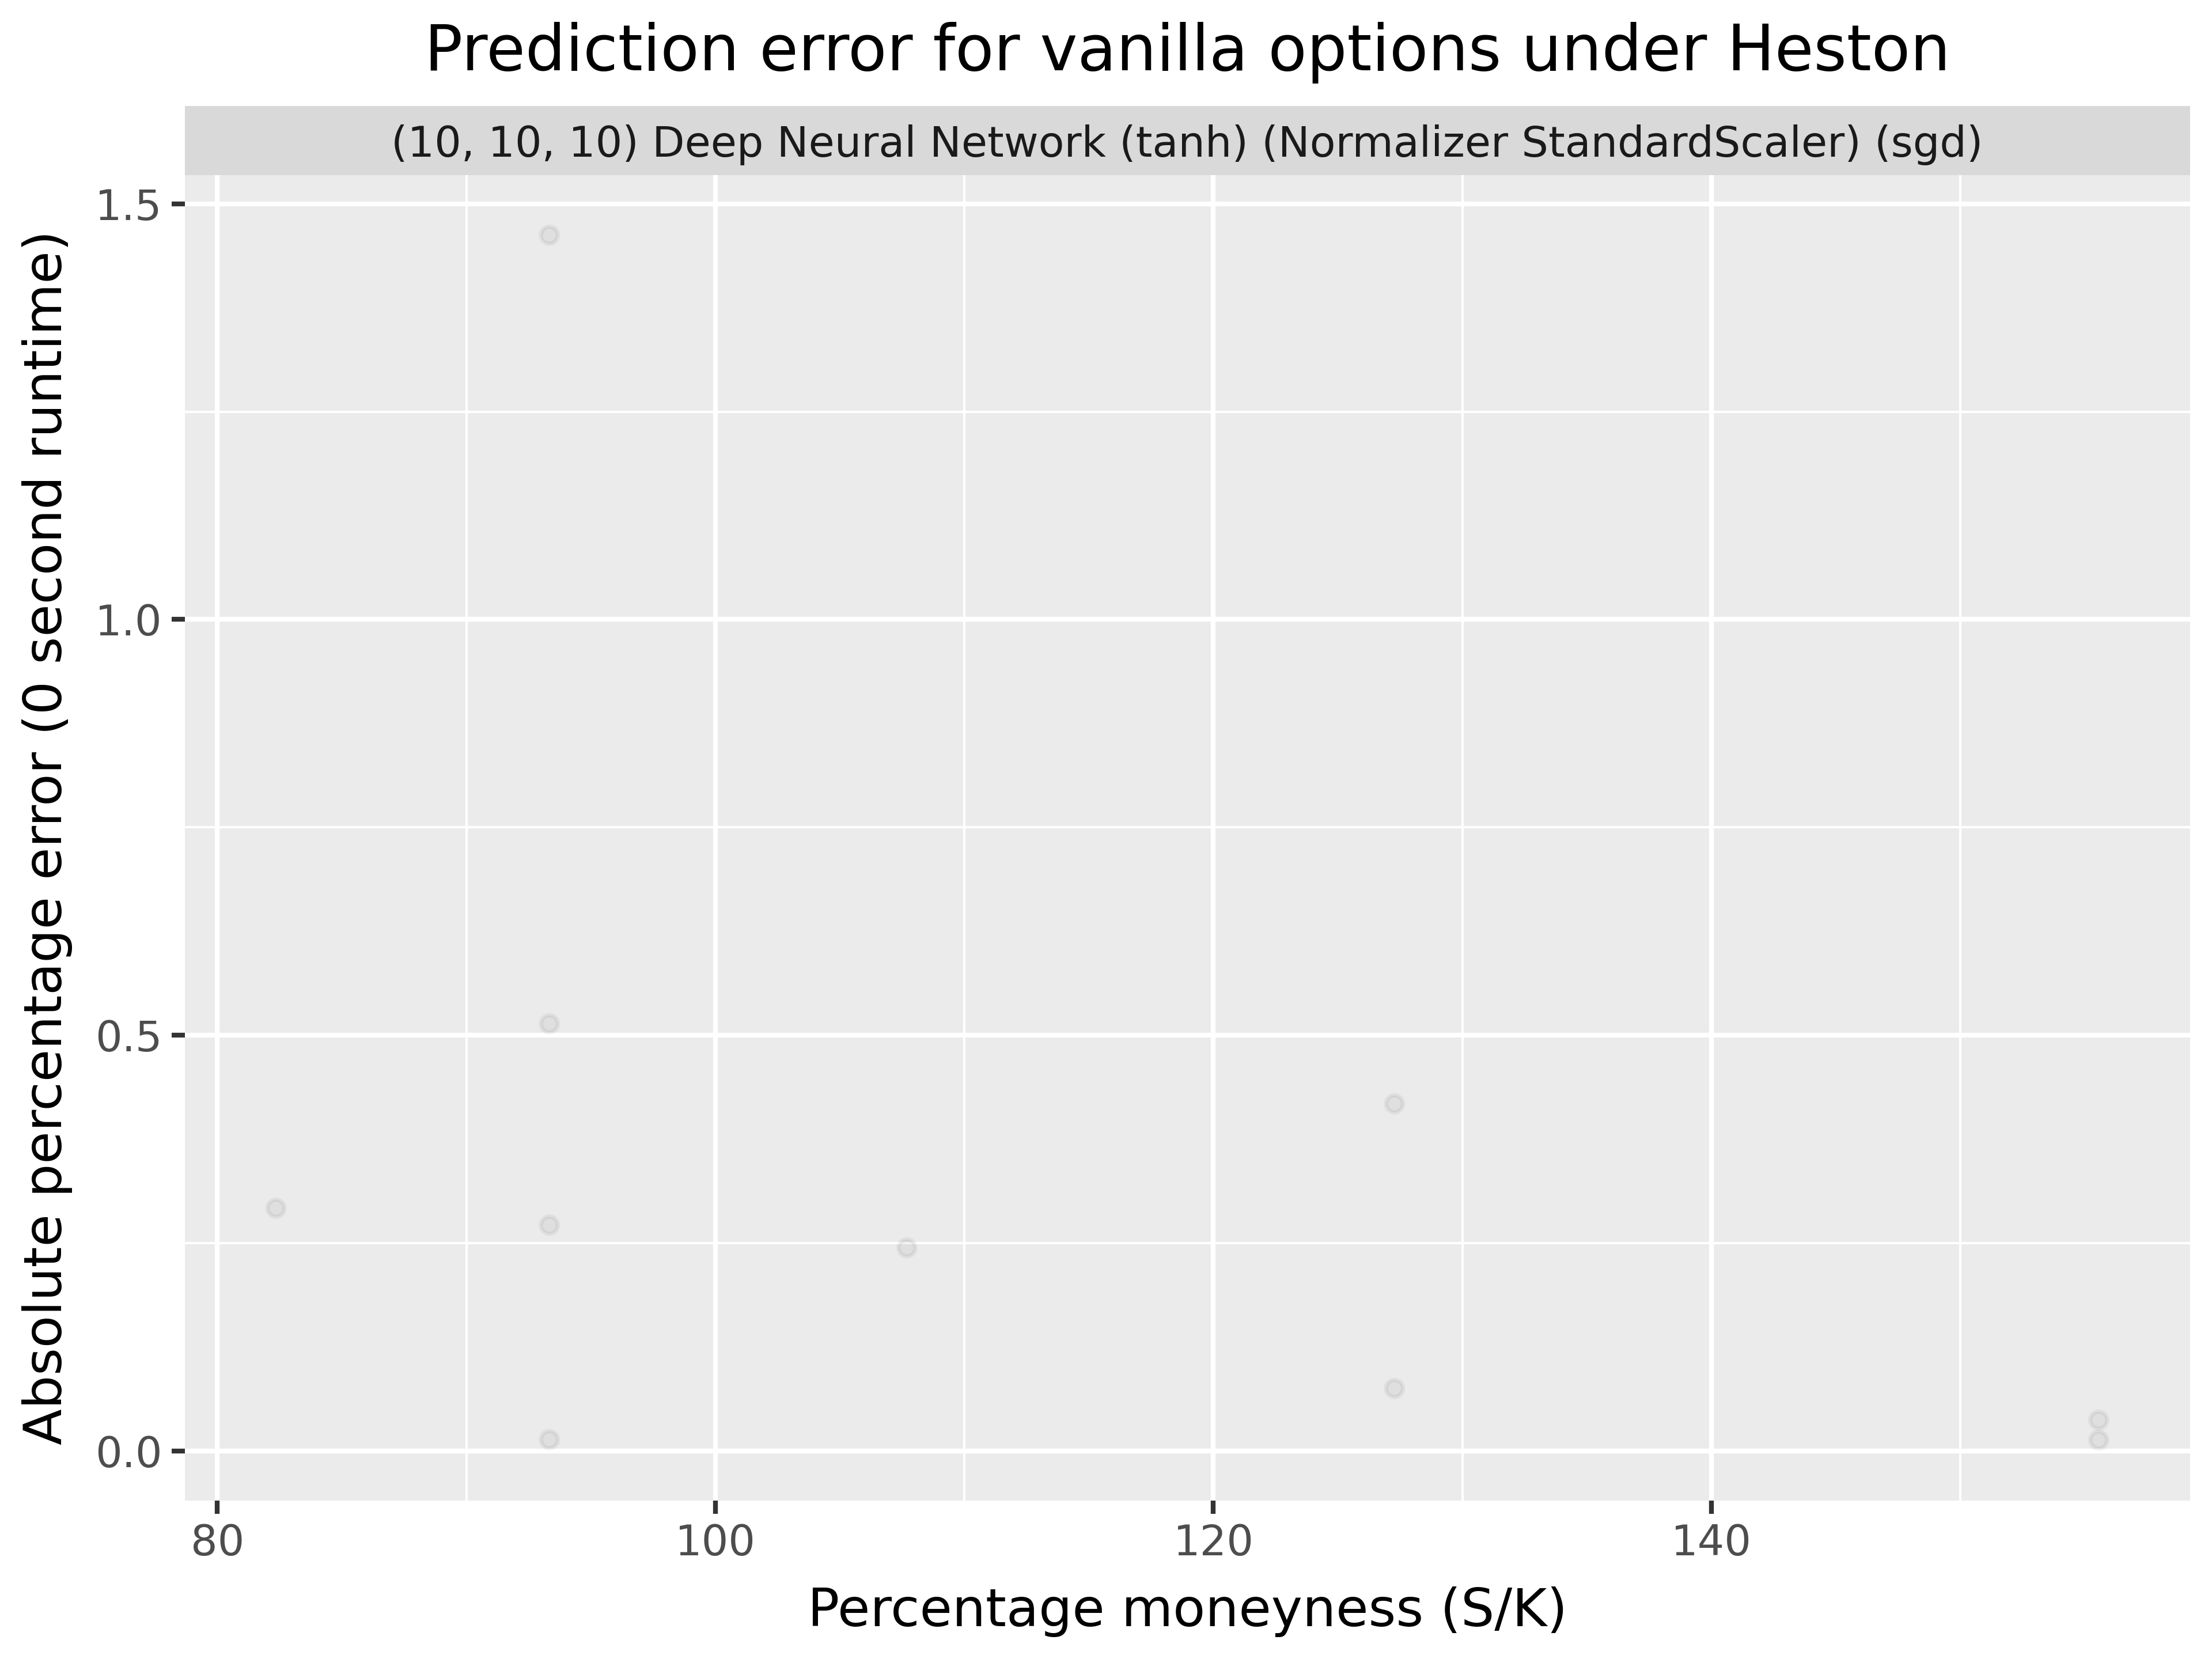 Prediction error for vanilla options under Heston
(10, 10, 10) Deep Neural Network (tanh) (Normalizer StandardScaler) (sgd)
Absolute percentage error (0 second runtime)
1.5
1.0
0.5
0.0
80
100
120
140
Percentage moneyness (S/K)